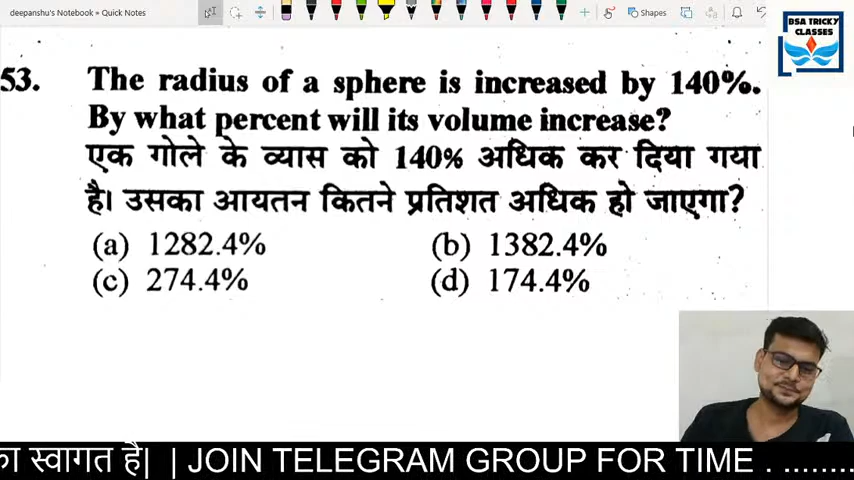 deepanshu's Notebook » Quick Notes
Shapes
BSA TRICKY
CLASSES
53. The radius of a sphere is increased by 140%.
By what percent will its volume increase?
एक गोले के व्यास को 140% अधिक कर दिया गया
है। उसका आयतन कितने प्रतिशत अधिक हो जाएगा?
(a) 1282.4% (b) 1382.4%
(c) 274.4% (d) 174.4%
का स्वागत है| | JOIN TELEGRAM GROUP FOR TIME . ........